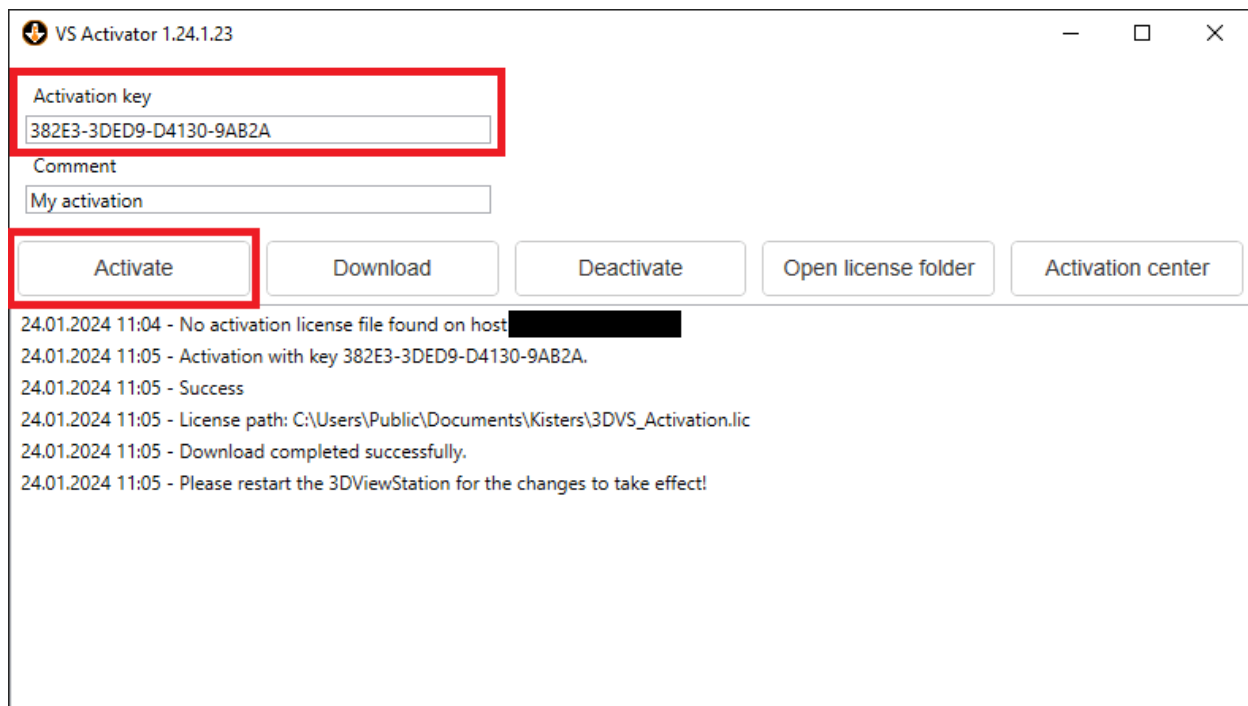 VS Activator 1.24.1.23
Activation key
382E3-3DED9-D4130-9AB2A
Comment
My activation
Activate Download Deactivate Open license folder Activation center
24.01.2024 11:04 - No activation license file found on host
24.01.2024 11:05 - Activation with key 382E3-3DED9-D4130-9AB2A.
24.01.2024 11:05 - Success
24.01.2024 11:05 - License path: C:\Users\Public\Documents\Kisters\3DVS_Activation.lic
24.01.2024 11:05 - Download completed successfully.
24.01.2024 11:05 - Please restart the 3DViewStation for the changes to take effect!